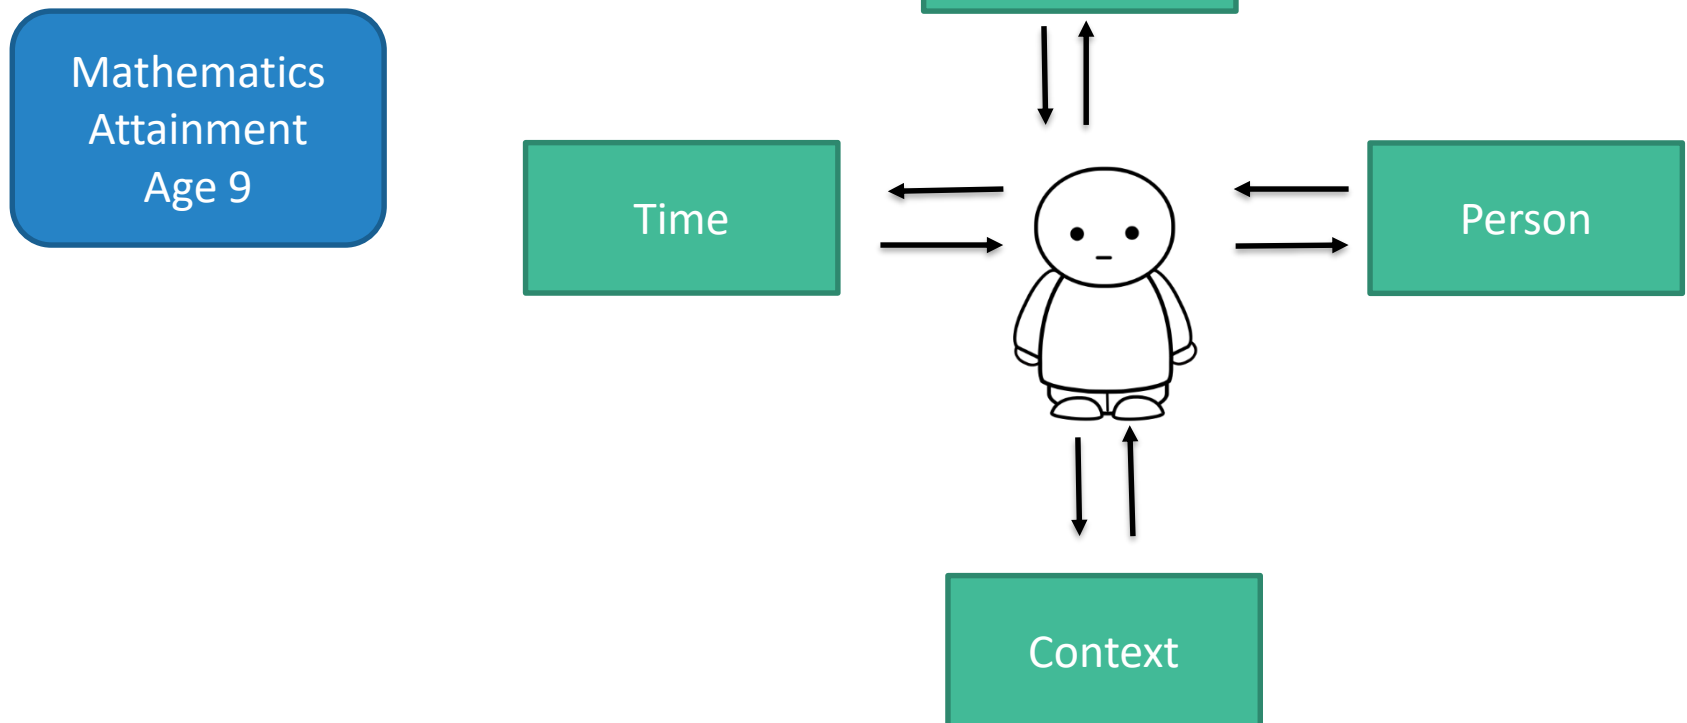 Mathematics
Attainment
Age 9
Time
Person
Context